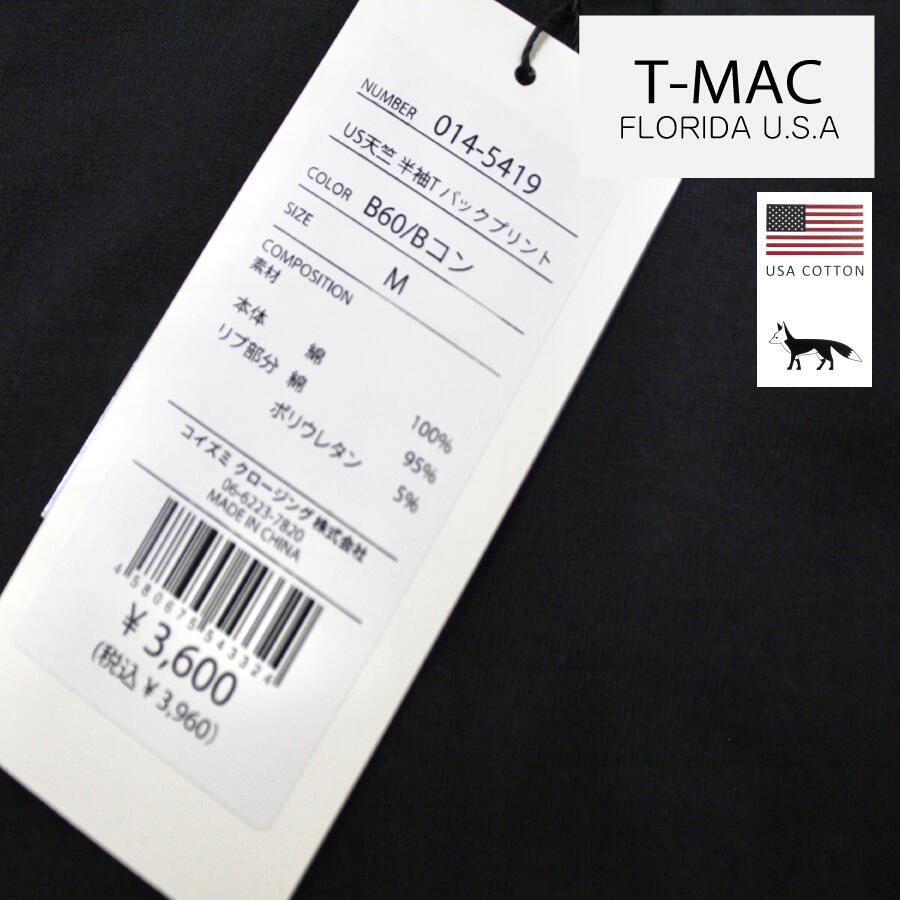 T-MAC
FLORIDA U.S.A
USA COTTON
NUMBER 014-5419
US天竺 半袖T バックプリント
COLOR B60/Bコン
SIZE M
COMPOSITION
素材
本体 綿 100%
リブ部分 綿 95%
ポリウレタン 5%
コイズミ クロージング 株式会社
06-6223-7820
MADE IN CHINA
4 580675 543324
¥ 3,600
(税込 ¥ 3,960)